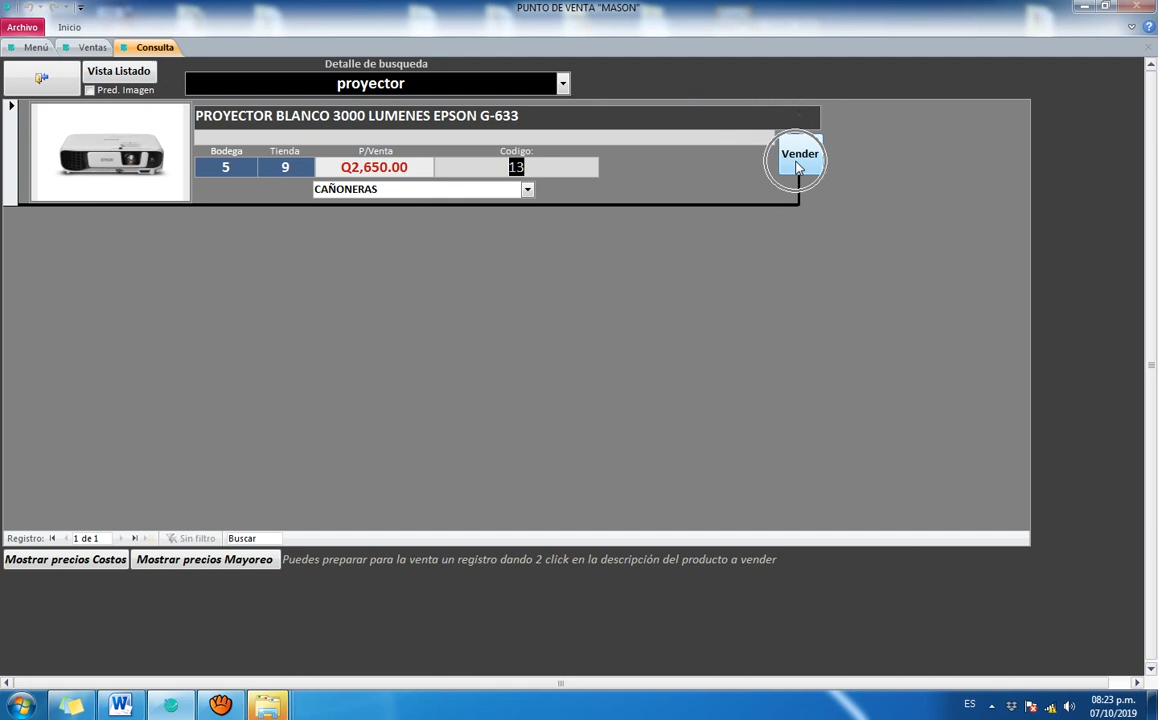 PUNTO DE VENTA "MASON"
Archivo
Inicio
Menú
Ventas
Consulta
Vista Listado
Pred. Imagen
Detalle de busqueda
proyector
PROYECTOR BLANCO 3000 LUMENES EPSON G-633
Bodega
Tienda
P/Venta
Codigo:
5
9
Q2,650.00
13
Vender
CAÑONERAS
Registro:
1 de 1
Sin filtro
Buscar
Mostrar precios Costos
Mostrar precios Mayoreo
Puedes preparar para la venta un registro dando 2 click en la descripción del producto a vender
ES
08:23 p.m.
07/10/2019